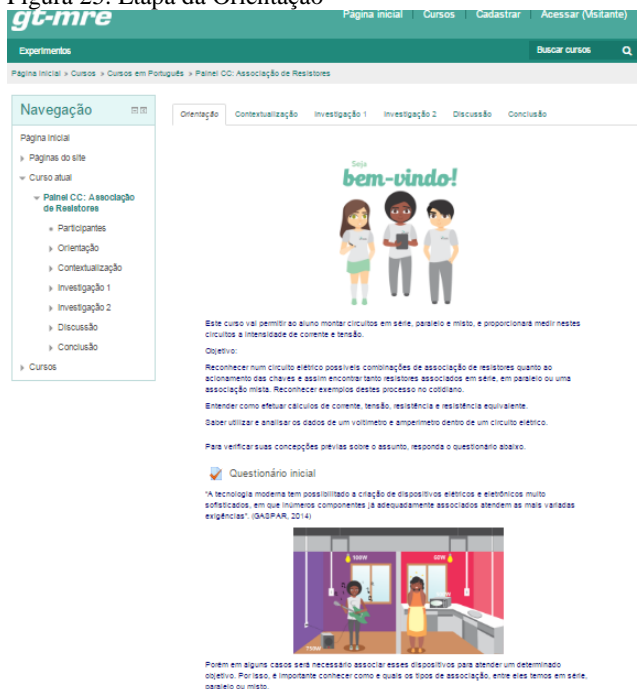 Figura 23: Etapa da Orientação
gt-mre
Página inicial Cursos Cadastrar Acessar (Visitante)
Experimentos
Buscar cursos
Página Inicial > Cursos > Cursos em Português > Painel CC: Associação de Resistores
Navegação
Página Inicial
Páginas do site
Curso atual
Painel CC: Associação
de Resistores
Participantes
Orientação
Contextualização
Investigação 1
Investigação 2
Discussão
Conclusão
Cursos
Orientação Contextualização Investigação 1 Investigação 2 Discussão Conclusão
Seja
bem-vindo!
Este curso vai permitir ao aluno montar circuitos em série, paralelo e misto, e proporcionará medir nestes
circuitos a intensidade de corrente e tensão.
Objetivo:
Reconhecer num circuito elétrico possíveis combinações de associação de resistores quanto ao
acionamento das chaves e assim encontrar tanto resistores associados em série, em paralelo ou uma
associação mista. Reconhecer exemplos destes processo no cotidiano.
Entender como efetuar cálculos de corrente, tensão, resistência e resistência equivalente.
Saber utilizar e analisar os dados de um voltímetro e amperímetro dentro de um circuito elétrico.
Para verificar suas concepções prévias sobre o assunto, responda o questionário abaixo.
Questionário inicial
"A tecnologia moderna tem possibilitado a criação de dispositivos elétricos e eletrônicos muito
sofisticados, em que inúmeros componentes já adequadamente associados atendem as mais variadas
exigências". (GASPAR, 2014)
100W
Porém em alguns casos será necessário associar esses dispositivos para atender um determinado
objetivo. Por isso, é importante conhecer como e quais os tipos de associação, entre eles temos em série,
paralelo ou misto.